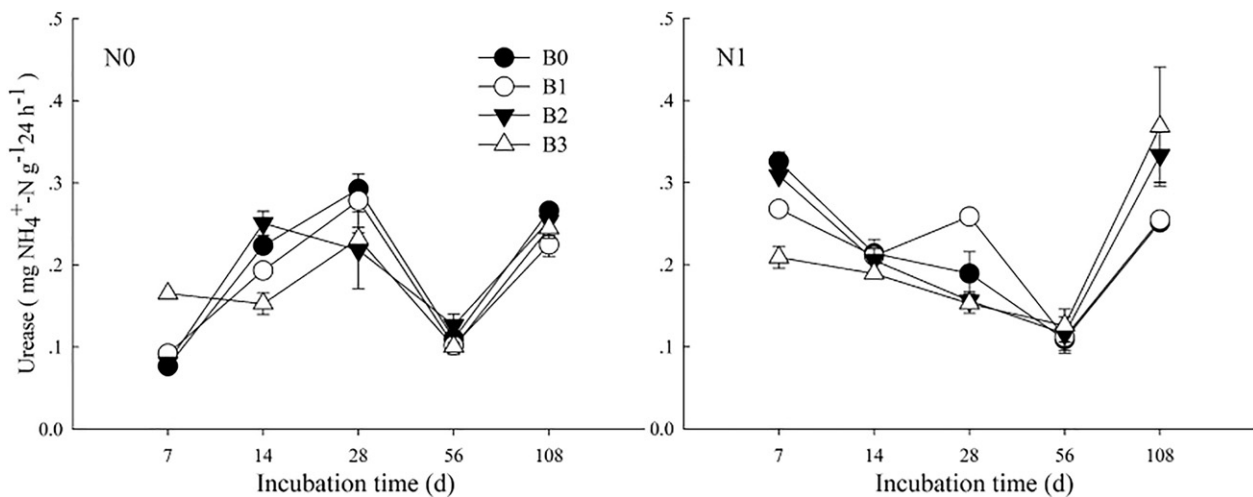 Urease ( mg NH4+-N g-1 24 h-1 )
.5
.4
.3
.2
.1
0.0
N0
B0
B1
B2
B3
7 14 28 56 108
Incubation time (d)
.5
.4
.3
.2
.1
0.0
N1
7 14 28 56 108
Incubation time (d)